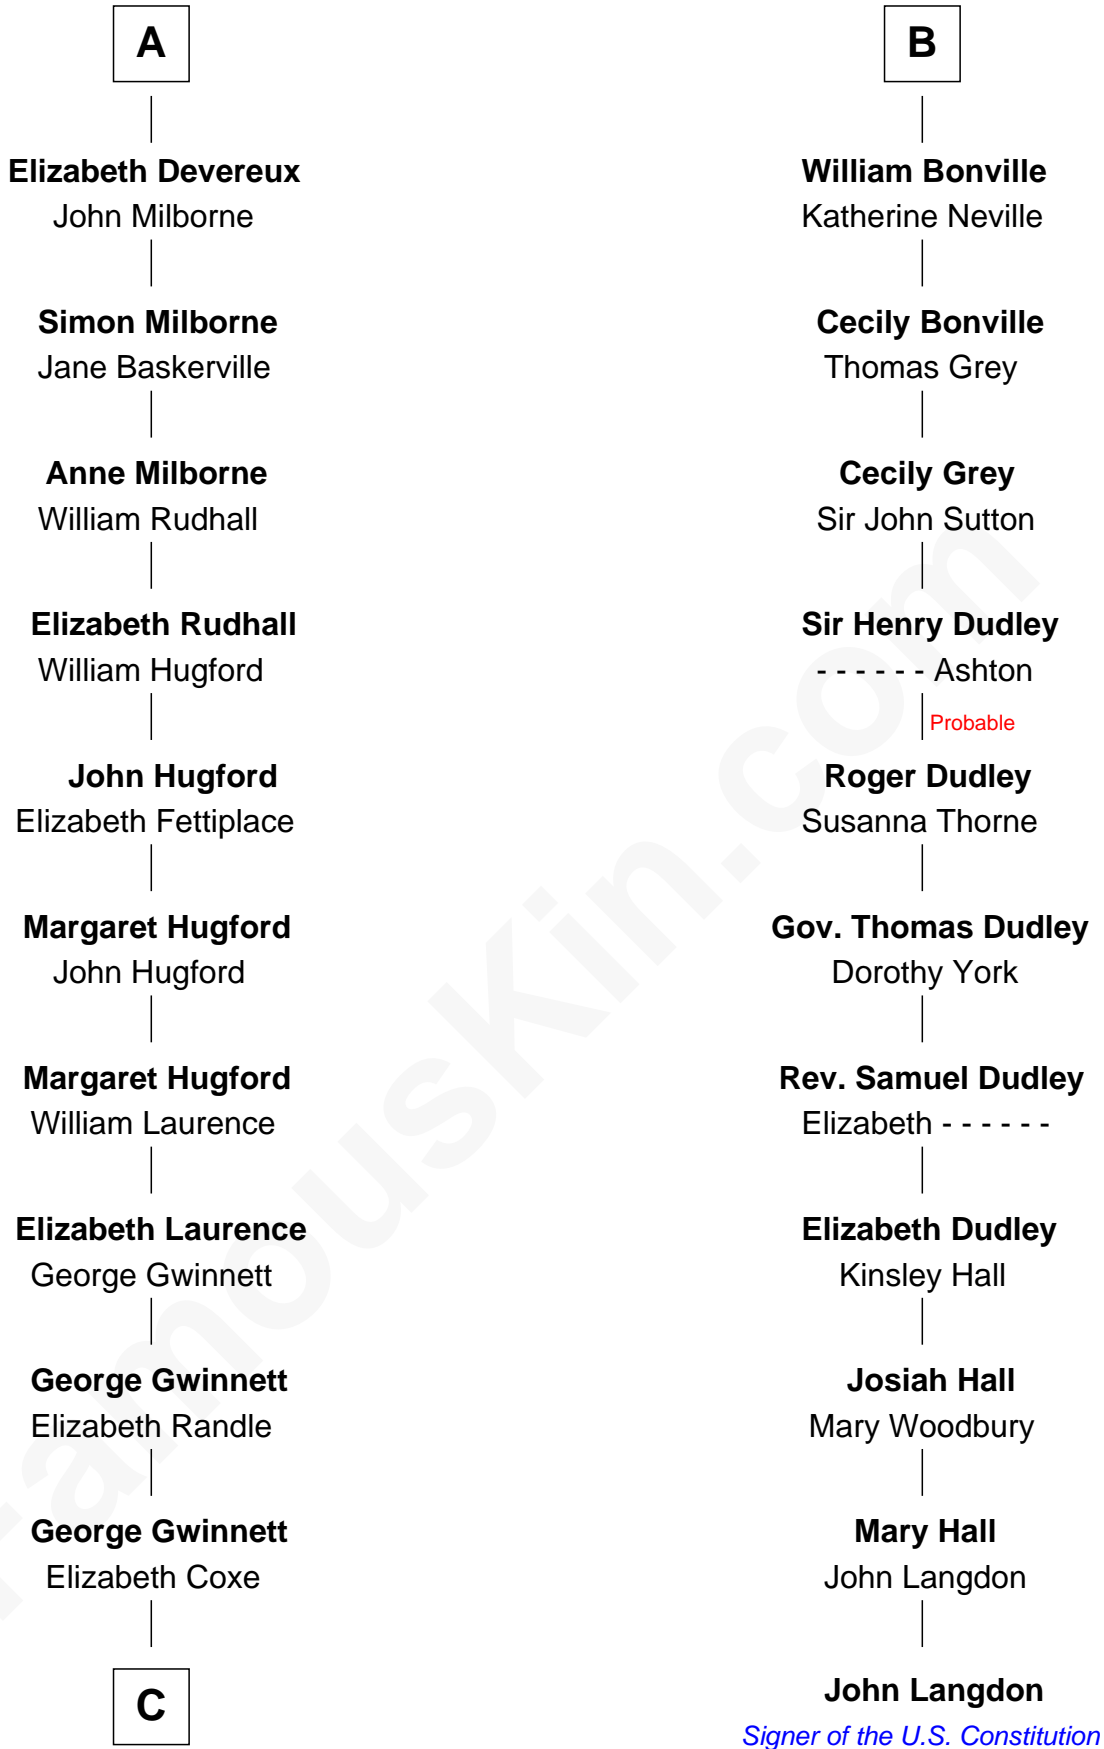 A
Elizabeth Devereux
John Milborne
Simon Milborne
Jane Baskerville
Anne Milborne
William Rudhall
Elizabeth Rudhall
William Hugford
John Hugford
Elizabeth Fettiplace
Margaret Hugford
John Hugford
Margaret Hugford
William Laurence
Elizabeth Laurence
George Gwinnett
George Gwinnett
Elizabeth Randle
George Gwinnett
Elizabeth Coxe
C
B
William Bonville
Katherine Neville
Cecily Bonville
Thomas Grey
Cecily Grey
Sir John Sutton
Sir Henry Dudley
- - - - - - Ashton
Probable
Roger Dudley
Susanna Thorne
Gov. Thomas Dudley
Dorothy York
Rev. Samuel Dudley
Elizabeth - - - - - -
Elizabeth Dudley
Kinsley Hall
Josiah Hall
Mary Woodbury
Mary Hall
John Langdon
John Langdon
Signer of the U.S. Constitution
FamousKin.com